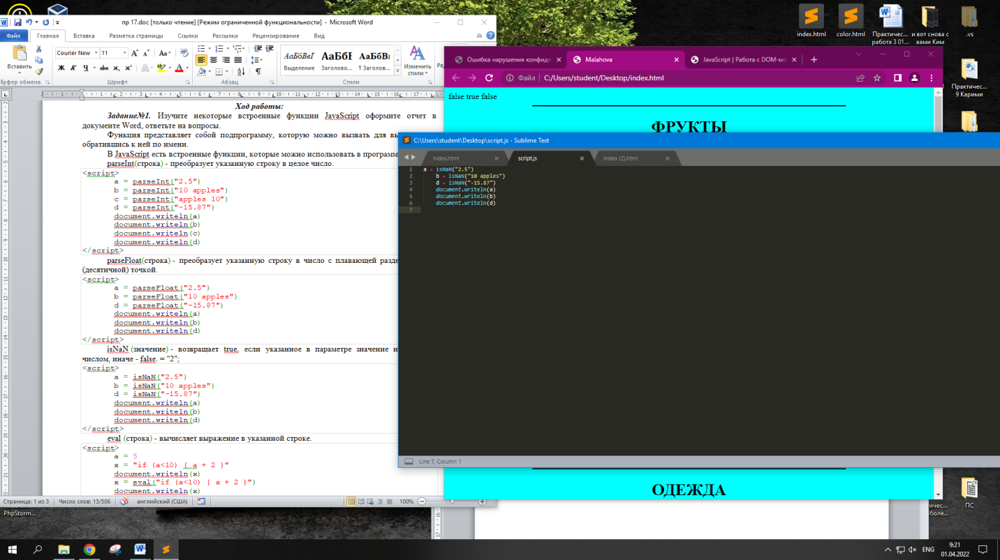 пр 17.doc [только чтение] [Режим ограниченной функциональности] - Microsoft Word
Файл Главная Вставка Разметка страницы Ссылки Рассылки Рецензирование Вид
Courier New 11
Вставить
Ж К Ч abc
АаБбВвГ АаБбГ
Выделение Заголово... ¶ Заголов...
Изменить стили
Буфер обмена Шрифт Абзац Стили
Ход работы:
Задание№1. Изучите некоторые встроенные функции JavaScript оформите отчет в
документе Word, ответьте на вопросы.
Функция представляет собой подпрограмму, которую можно вызвать для вы
обратившись к ней по имени.
В JavaScript есть встроенные функции, которые можно использовать в программ
parseInt(строка) - преобразует указанную строку в целое число.
<script>
a = parseInt("2.5")
b = parseInt("10 apples")
c = parseInt("apples 10")
d = parseInt("-15.87")
document.writeln(a)
document.writeln(b)
document.writeln(c)
document.writeln(d)
</script>
parseFloat(строка) - преобразует указанную строку в число с плавающей разде
(десятичной) точкой.
<script>
a = parseFloat("2.5")
b = parseFloat("10 apples")
d = parseFloat("-15.87")
document.writeln(a)
document.writeln(b)
document.writeln(d)
</script>
isNaN (значение) - возвращает true, если указанное в параметре значение н
числом, иначе - false. = "2";
<script>
a = isNaN("2.5")
b = isNaN("10 apples")
d = isNaN("-15.87")
document.writeln(a)
document.writeln(b)
document.writeln(d)
</script>
eval (строка) - вычисляет выражение в указанной строке.
<script>
a = 5
x = "if (a<10) { a + 2 }"
document.writeln(x)
x = eval("if (a<10) { a + 2 }")
document.writeln(x)
Страница: 1 из 3 Число слов: 13/506 английский (США) 100%
PhpStorm...
index.html color.html Практичес... работа 3 01... и вот снова с вами Ким .vs
Практичес... 9 Карими
Ошибка нарушения конфид Malahova JavaScript | Работа с DOM-мо
Файл C:/Users/student/Desktop/index.html
false true false
ФРУКТЫ
C:\Users\student\Desktop\script.js - Sublime Text
index.html script.js Index (2).html
1 a = isNaN("2.5")
2 b = isNaN("10 apples")
3 d = isNaN("-15.87")
4 document.writeln(a)
5 document.writeln(b)
6 document.writeln(d)
7
Line 7, Column 1
ОДЕЖДА
ПС
ENG
9:21
01.04.2022